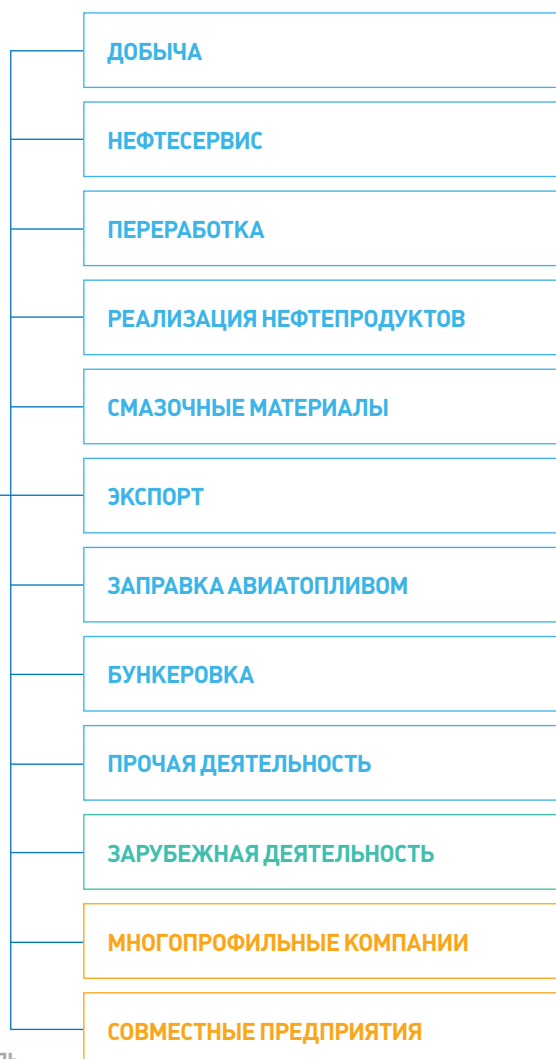 ДОБЫЧА
НЕФТЕСЕРВИС
ПЕРЕРАБОТКА
РЕАЛИЗАЦИЯ НЕФТЕПРОДУКТОВ
СМАЗОЧНЫЕ МАТЕРИАЛЫ
ЭКСПОРТ
ЗАПРАВКА АВИАТОПЛИВОМ
БУНКЕРОВКА
ПРОЧАЯ ДЕЯТЕЛЬНОСТЬ
ЗАРУБЕЖНАЯ ДЕЯТЕЛЬНОСТЬ
МНОГОПРОФИЛЬНЫЕ КОМПАНИИ
СОВМЕСТНЫЕ ПРЕДПРИЯТИЯ